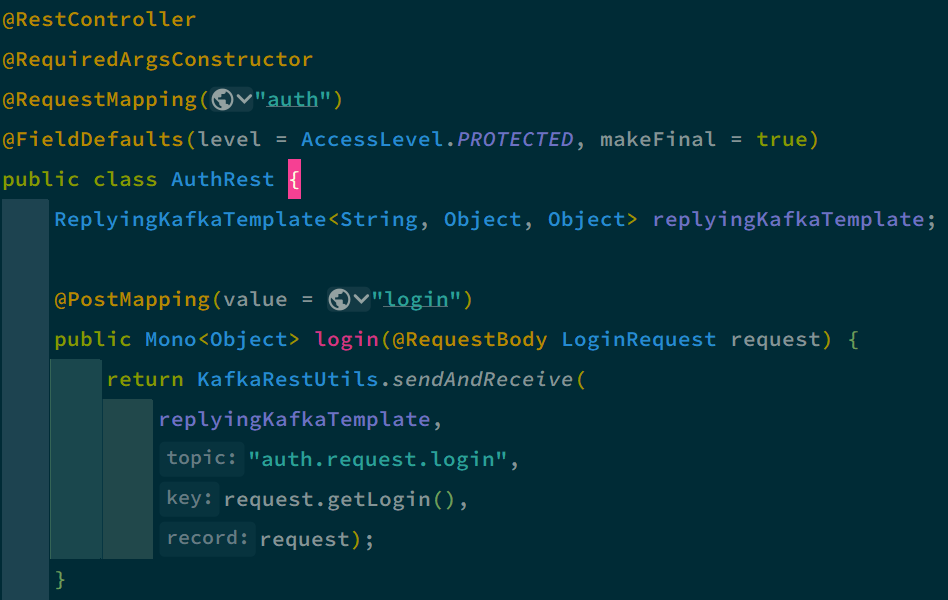 @RestController
@RequiredArgsConstructor
@RequestMapping("auth")
@FieldDefaults(level = AccessLevel.PROTECTED, makeFinal = true)
public class AuthRest {
ReplyingKafkaTemplate<String, Object, Object> replyingKafkaTemplate;
@PostMapping(value = "login")
public Mono<Object> login(@RequestBody LoginRequest request) {
return KafkaRestUtils.sendAndReceive(
replyingKafkaTemplate,
topic: "auth.request.login",
key: request.getLogin(),
record: request);
}